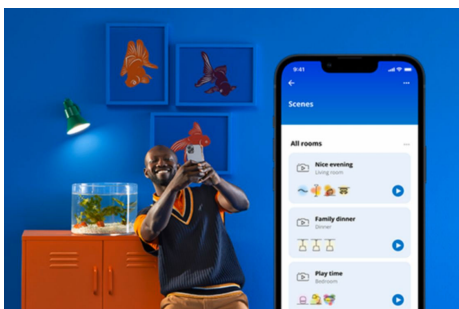 9:41
Scenes
All rooms
Nice evening
Living room
Family dinner
Dinner
Play time
Bedroom